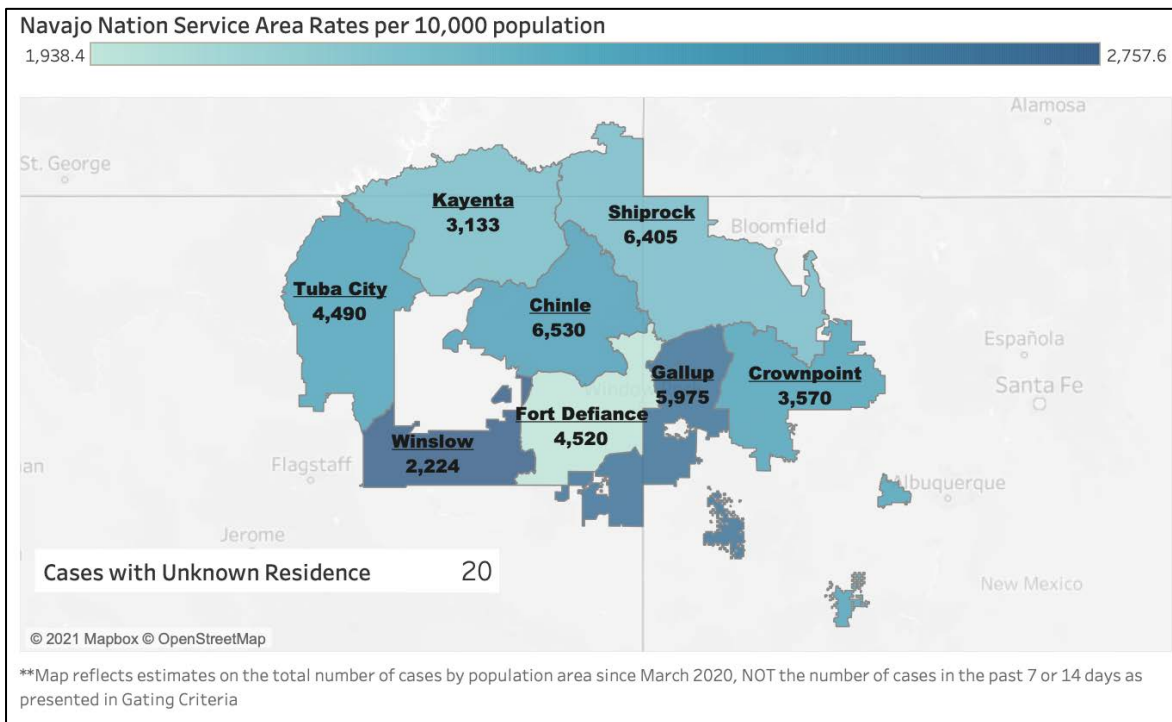 Navajo Nation Service Area Rates per 10,000 population
1,938.4
2,757.6
Alamosa
St. George
Kayenta
3,133
Shiprock
6,405
Bloomfield
Tuba City
4,490
Chinle
6,530
Española
Gallup
5,975
Crownpoint
3,570
Santa Fe
Fort Defiance
4,520
Winslow
2,224
Flagstaff
an
Albuquerque
Jerome
Cases with Unknown Residence 20
New Mexico
© 2021 Mapbox © OpenStreetMap
**Map reflects estimates on the total number of cases by population area since March 2020, NOT the number of cases in the past 7 or 14 days as
presented in Gating Criteria